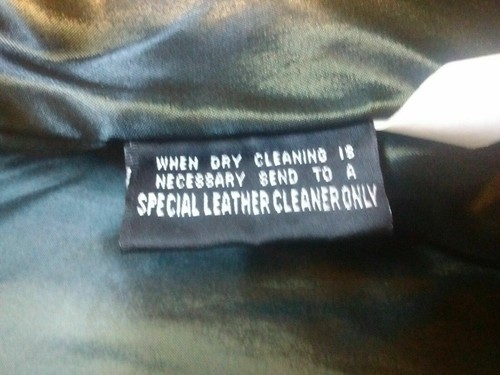 WHEN DRY CLEANING IS
NECESSARY SEND TO A
SPECIAL LEATHER CLEANER ONLY